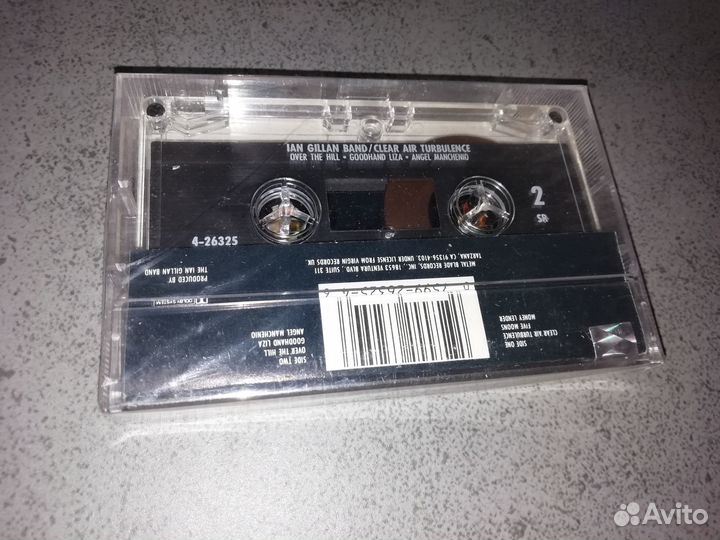 IAN GILLAN BAND/CLEAR AIR TURBULENCE
OVER THE HILL • GOODHAND LIZA • ANGEL MANCHENIO
2
SR
4-26325
METAL BLADE RECORDS, INC. 18653 VENTURA BLVD. SUITE 311
TARZANA, CA. 91356-4103. UNDER LICENSE FROM VIRGIN RECORDS UK.
PRODUCED BY
THE IAN GILLAN BAND
DOLBY SYSTEM
SIDE ONE
CLEAR AIR TURBULENCE
FIVE MOONS
MONEY LENDER
SIDE TWO
OVER THE HILL
GOODHAND LIZA
ANGEL MANCHENIO
Avito